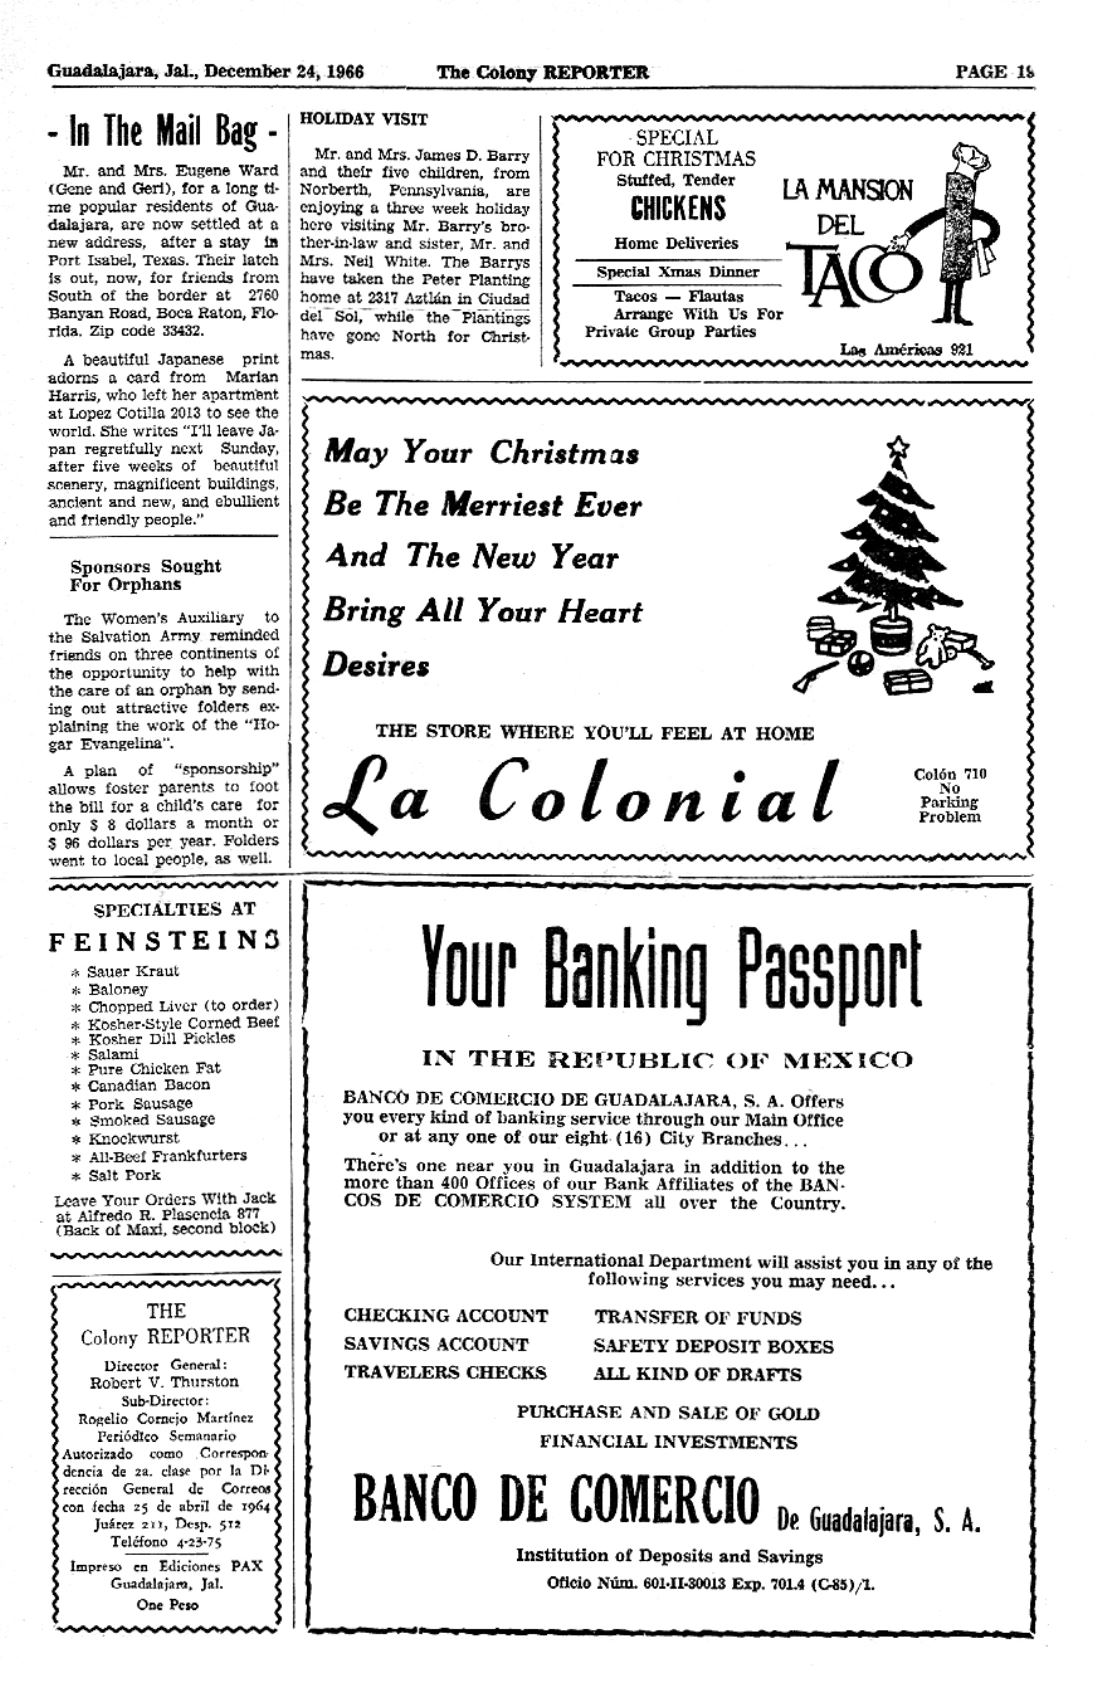 Guadalajara, Jal., December 24, 1966 The Colony REPORTER PAGE
- In The Mail Bag -
Mr. and Mrs. Eugene Ward
(Gene and Geri), for a long ti-
me popular residents of Gua-
dalajara, are now settled at a
new address, after a stay in
Port Isabel, Texas. Their latch
is out, now, for friends from
South of the border at 2760
Banyan Road, Boca Raton, Flo-
rida. Zip code 33432.
A beautiful Japanese print
adorns a card from Marian
Harris, who left her apartment
at Lopez Cotilla 2013 to see the
world. She writes "I'll leave Ja-
pan regretfully next Sunday,
after five weeks of beautiful
scenery, magnificent buildings,
ancient and new, and ebullient
and friendly people."
Sponsors Sought
For Orphans
The Women's Auxiliary to
the Salvation Army reminded
friends on three continents of
the opportunity to help with
the care of an orphan by send-
ing out attractive folders ex-
plaining the work of the "Ho-
gar Evangelina".
A plan of "sponsorship"
allows foster parents to foot
the bill for a child's care for
only $ 8 dollars a month or
$ 96 dollars per year. Folders
went to local people, as well.
SPECIALTIES AT
FEINSTEINS
* Sauer Kraut
* Baloney
* Chopped Liver (to order)
* Kosher-Style Corned Beef
* Kosher Dill Pickles
* Salami
* Pure Chicken Fat
* Canadian Bacon
* Pork Sausage
* Smoked Sausage
* Knockwurst
* All-Beef Frankfurters
* Salt Pork
Leave Your Orders With Jack
at Alfredo R. Plasencia 877
(Back of Maxi, second block)
THE
Colony REPORTER
Director General:
Robert V. Thurston
Sub-Director:
Rogelio Cornejo Martínez
Periódico Semanario
Autorizado como Correspon-
dencia de 2a. clase por la Di-
rección General de Correos
con fecha 25 de abril de 1964
Juárez 211, Desp. 512
Teléfono 4-23-75
Impreso en Ediciones PAX
Guadalajara, Jal.
One Peso
HOLIDAY VISIT
Mr. and Mrs. James D. Barry
and their five children, from
Norberth, Pennsylvania, are
enjoying a three week holiday
here visiting Mr. Barry's bro-
ther-in-law and sister, Mr. and
Mrs. Neil White. The Barrys
have taken the Peter Planting
home at 2317 Aztlán in Ciudad
del Sol, while the Plantings
have gone North for Christ-
mas.
SPECIAL
FOR CHRISTMAS
Stuffed, Tender
CHICKENS
Home Deliveries
Special Xmas Dinner
Tacos — Flautas
Arrange With Us For
Private Group Parties
LA MANSION
DEL
TACO
Las Américas 921
May Your Christmas
Be The Merriest Ever
And The New Year
Bring All Your Heart
Desires
THE STORE WHERE YOU'LL FEEL AT HOME
La Colonial
Colón 710
No
Parking
Problem
Your Banking Passport
IN THE REPUBLIC OF MEXICO
BANCO DE COMERCIO DE GUADALAJARA, S. A. Offers
you every kind of banking service through our Main Office
or at any one of our eight (16) City Branches...
There's one near you in Guadalajara in addition to the
more than 400 Offices of our Bank Affiliates of the BAN-
COS DE COMERCIO SYSTEM all over the Country.
Our International Department will assist you in any of the
following services you may need...
CHECKING ACCOUNT TRANSFER OF FUNDS
SAVINGS ACCOUNT SAFETY DEPOSIT BOXES
TRAVELERS CHECKS ALL KIND OF DRAFTS
PURCHASE AND SALE OF GOLD
FINANCIAL INVESTMENTS
BANCO DE COMERCIO De Guadalajara, S. A.
Institution of Deposits and Savings
Oficio Núm. 601-II-30013 Exp. 701.4 (C-85)/1.